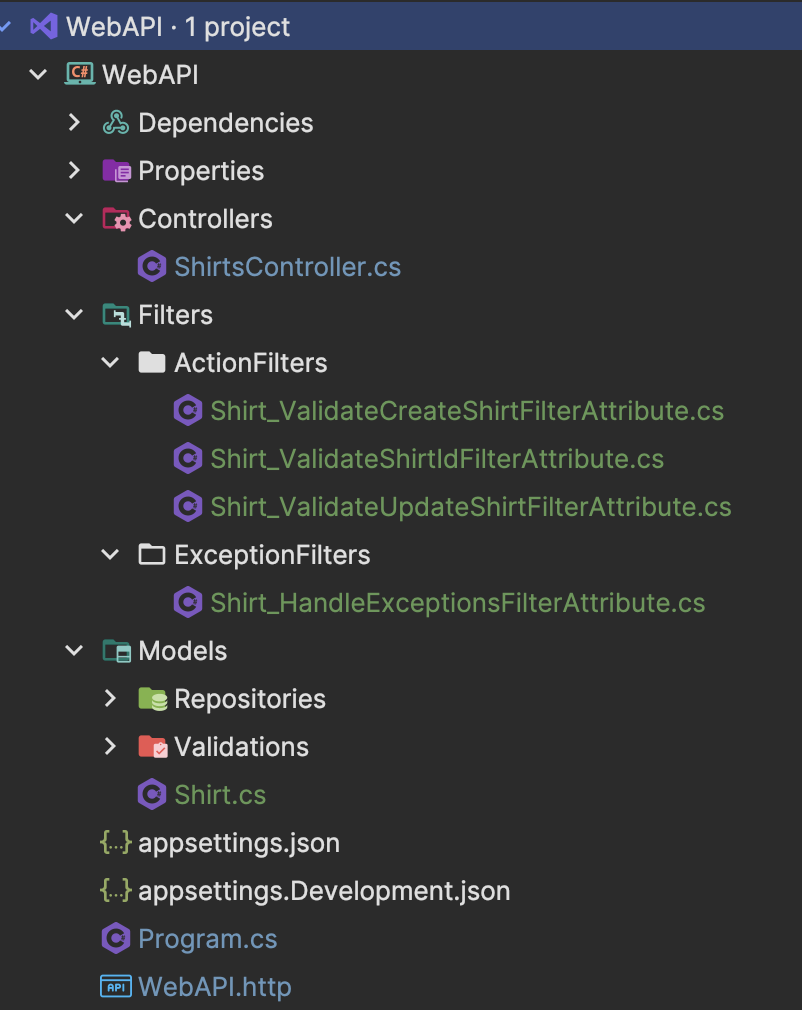 WebAPI · 1 project
C# WebAPI
Dependencies
Properties
Controllers
ShirtsController.cs
Filters
ActionFilters
Shirt_ValidateCreateShirtFilterAttribute.cs
Shirt_ValidateShirtIdFilterAttribute.cs
Shirt_ValidateUpdateShirtFilterAttribute.cs
ExceptionFilters
Shirt_HandleExceptionsFilterAttribute.cs
Models
Repositories
Validations
Shirt.cs
{...} appsettings.json
{...} appsettings.Development.json
Program.cs
API WebAPI.http